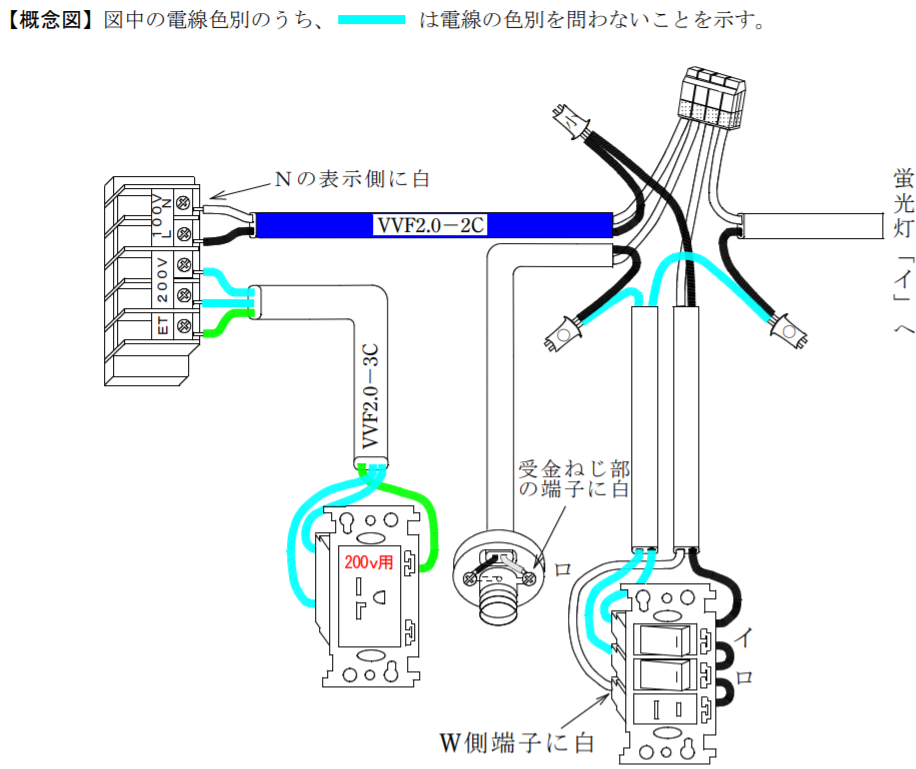 【概念図】図中の電線色別のうち、 は電線の色別を問わないことを示す。
小
Nの表示側に白
蛍光灯「イ」へ
100V
N
L
VVF2.0−2C
200V
ET
○
○
VVF2.0−3C
受金ねじ部
の端子に白
200v用
ロ
イ
ロ
W側端子に白